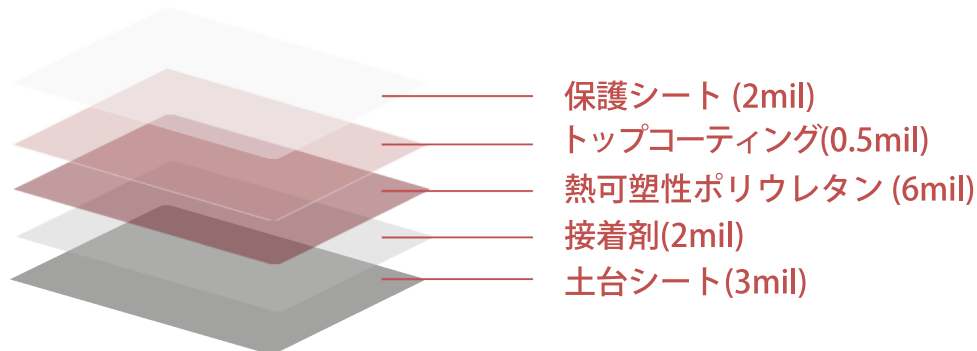 保護シート (2mil)
トップコーティング(0.5mil)
熱可塑性ポリウレタン (6mil)
接着剤(2mil)
土台シート(3mil)